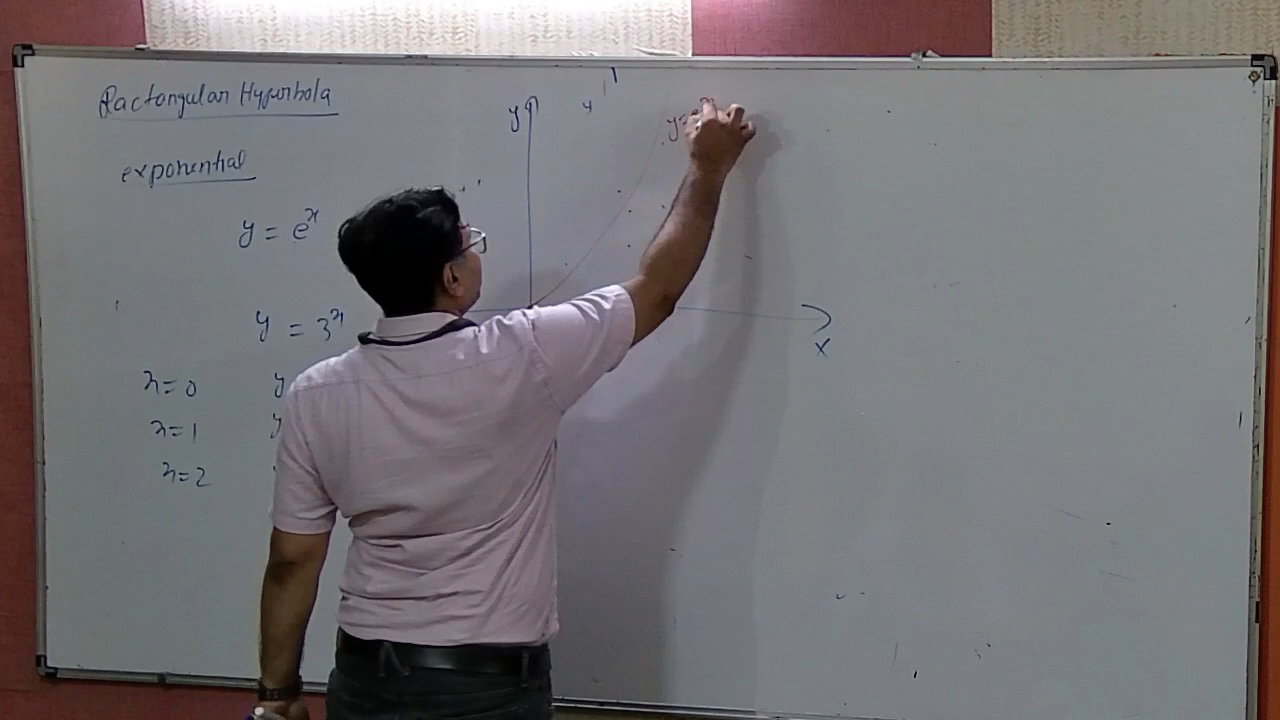 Ractangular Hyperbola
exponential
y = e^x
y = 3^x
x=0 y
x=1 y
x=2
y
x